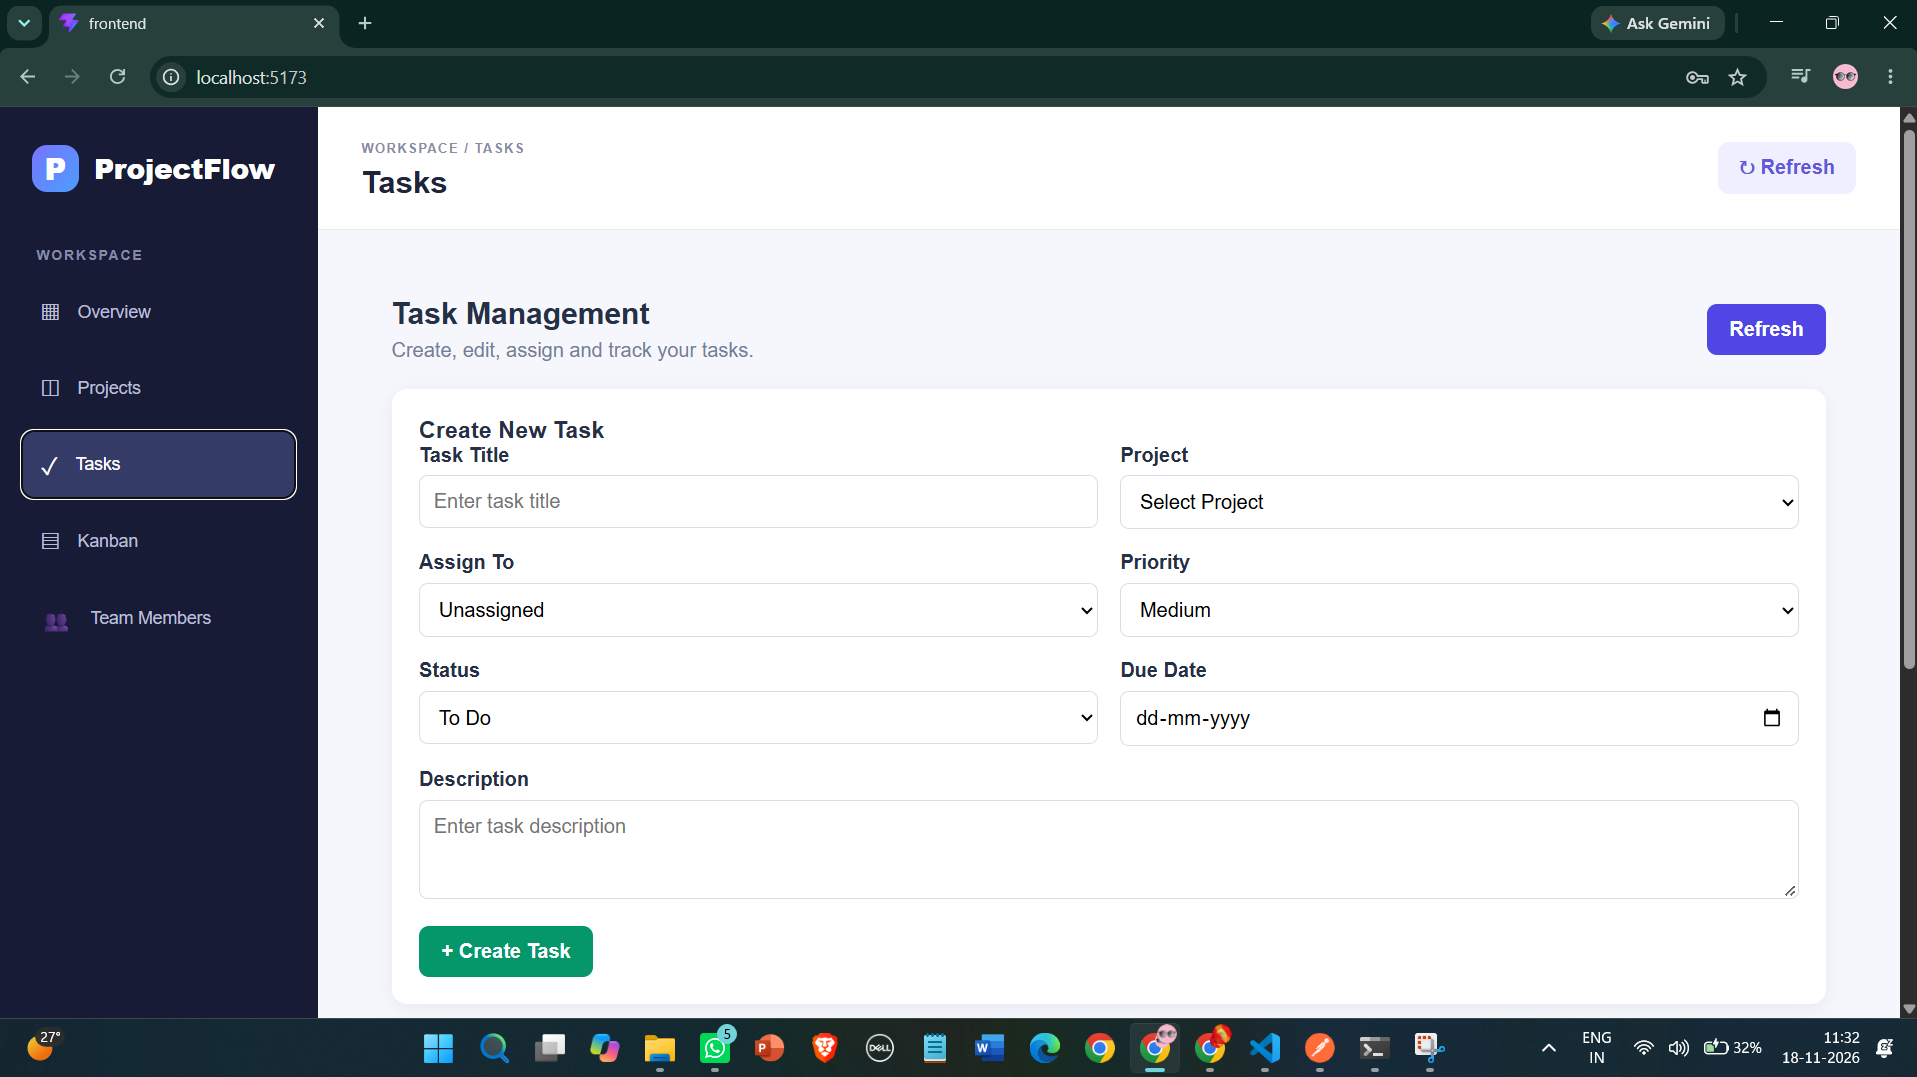 frontend
Ask Gemini
localhost:5173
P ProjectFlow
WORKSPACE
Overview
Projects
Tasks
Kanban
Team Members
WORKSPACE / TASKS
Tasks
↻ Refresh
Task Management
Create, edit, assign and track your tasks.
Refresh
Create New Task
Task Title
Enter task title
Project
Select Project
Assign To
Unassigned
Priority
Medium
Status
To Do
Due Date
dd-mm-yyyy
Description
Enter task description
+ Create Task
27°
5
P
DELL
W
ENG
IN
32%
11:32
18-11-2026